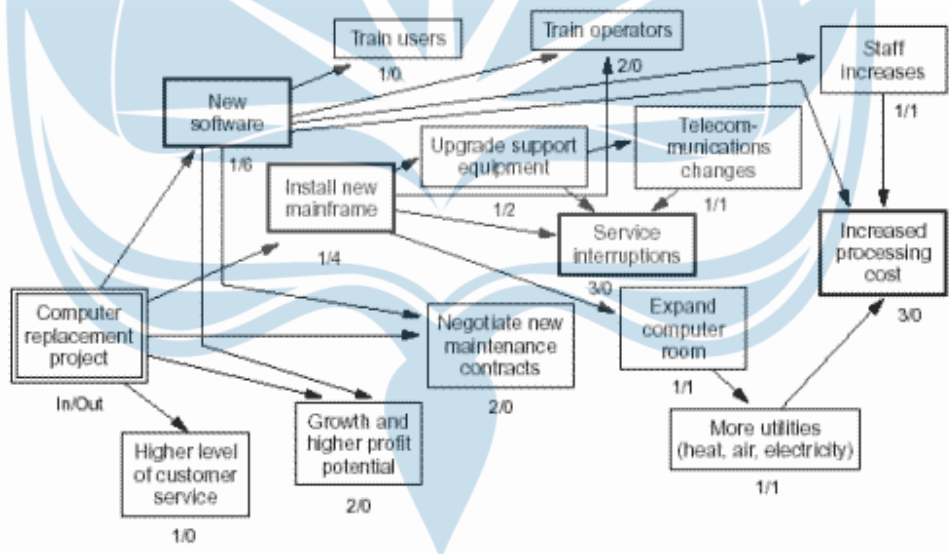 Train users
1/0
Train operators
2/0
Staff
increases
1/1
New
software
1/6
Upgrade support
equipment
1/2
Telecom-
munications
changes
1/1
Install new
mainframe
1/4
Service
interruptions
3/0
Increased
processing
cost
3/0
Computer
replacement
project
In/Out
Negotiate new
maintenance
contracts
2/0
Expand
computer
room
1/1
Higher level
of customer
service
1/0
Growth and
higher profit
potential
2/0
More utilities
(heat, air, electricity)
1/1